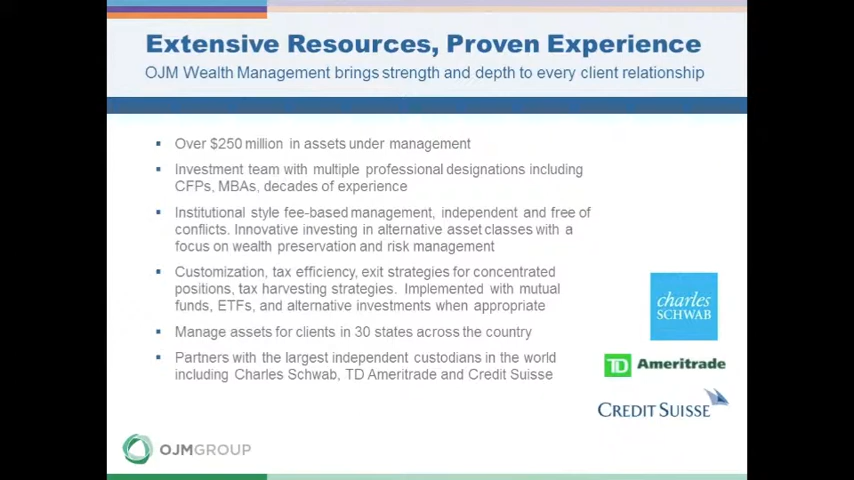 Extensive Resources, Proven Experience
OJM Wealth Management brings strength and depth to every client relationship
Over $250 million in assets under management
Investment team with multiple professional designations including
CFPs, MBAs, decades of experience
Institutional style fee-based management, independent and free of
conflicts. Innovative investing in alternative asset classes with a
focus on wealth preservation and risk management
Customization, tax efficiency, exit strategies for concentrated
positions, tax harvesting strategies. Implemented with mutual
funds, ETFs, and alternative investments when appropriate
Manage assets for clients in 30 states across the country
Partners with the largest independent custodians in the world
including Charles Schwab, TD Ameritrade and Credit Suisse
charles
SCHWAB
TD Ameritrade
CREDIT SUISSE
OJMGROUP